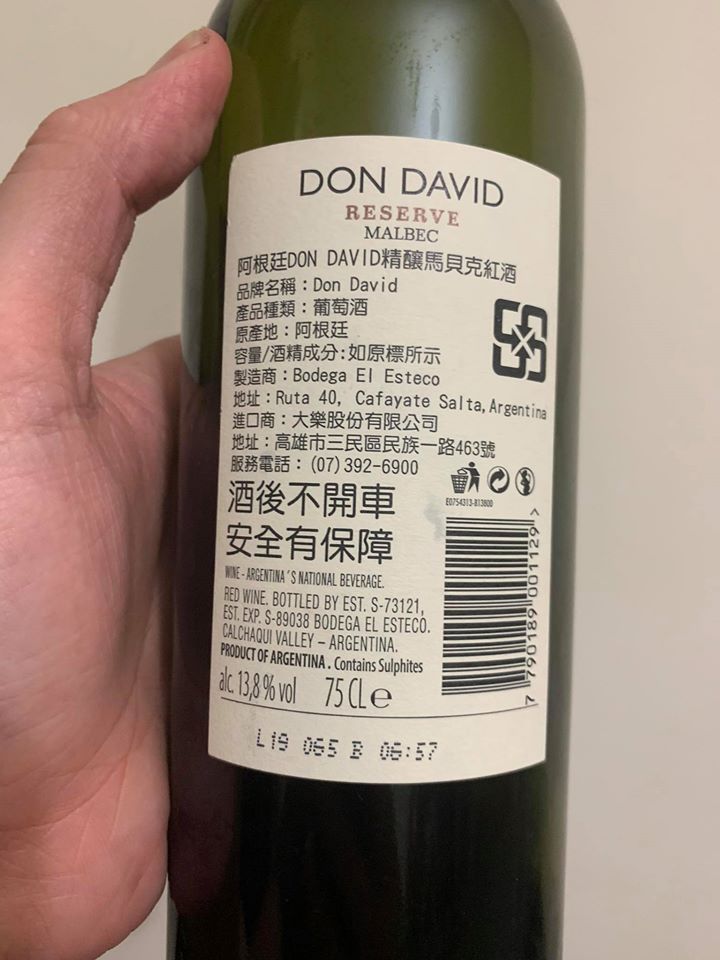 DON DAVID
RESERVE
MALBEC
阿根廷DON DAVID精釀馬貝克紅酒
品牌名稱：Don David
產品種類：葡萄酒
原產地：阿根廷
容量/酒精成分:如原標所示
製造商：Bodega El Esteco
地址：Ruta 40, Cafayate Salta,Argentina
進口商：大樂股份有限公司
地址：高雄市三民區民族一路463號
服務電話：(07)392-6900
E0754313-B13800
酒後不開車
安全有保障
WINE - ARGENTINA´S NATIONAL BEVERAGE.
RED WINE. BOTTLED BY EST. S-73121,
EST. EXP. S-89038 BODEGA EL ESTECO.
CALCHAQUI VALLEY – ARGENTINA.
PRODUCT OF ARGENTINA . Contains Sulphites
alc. 13,8 % vol 75 CL e
7 790189 001129 >
L19 065 B 06:57